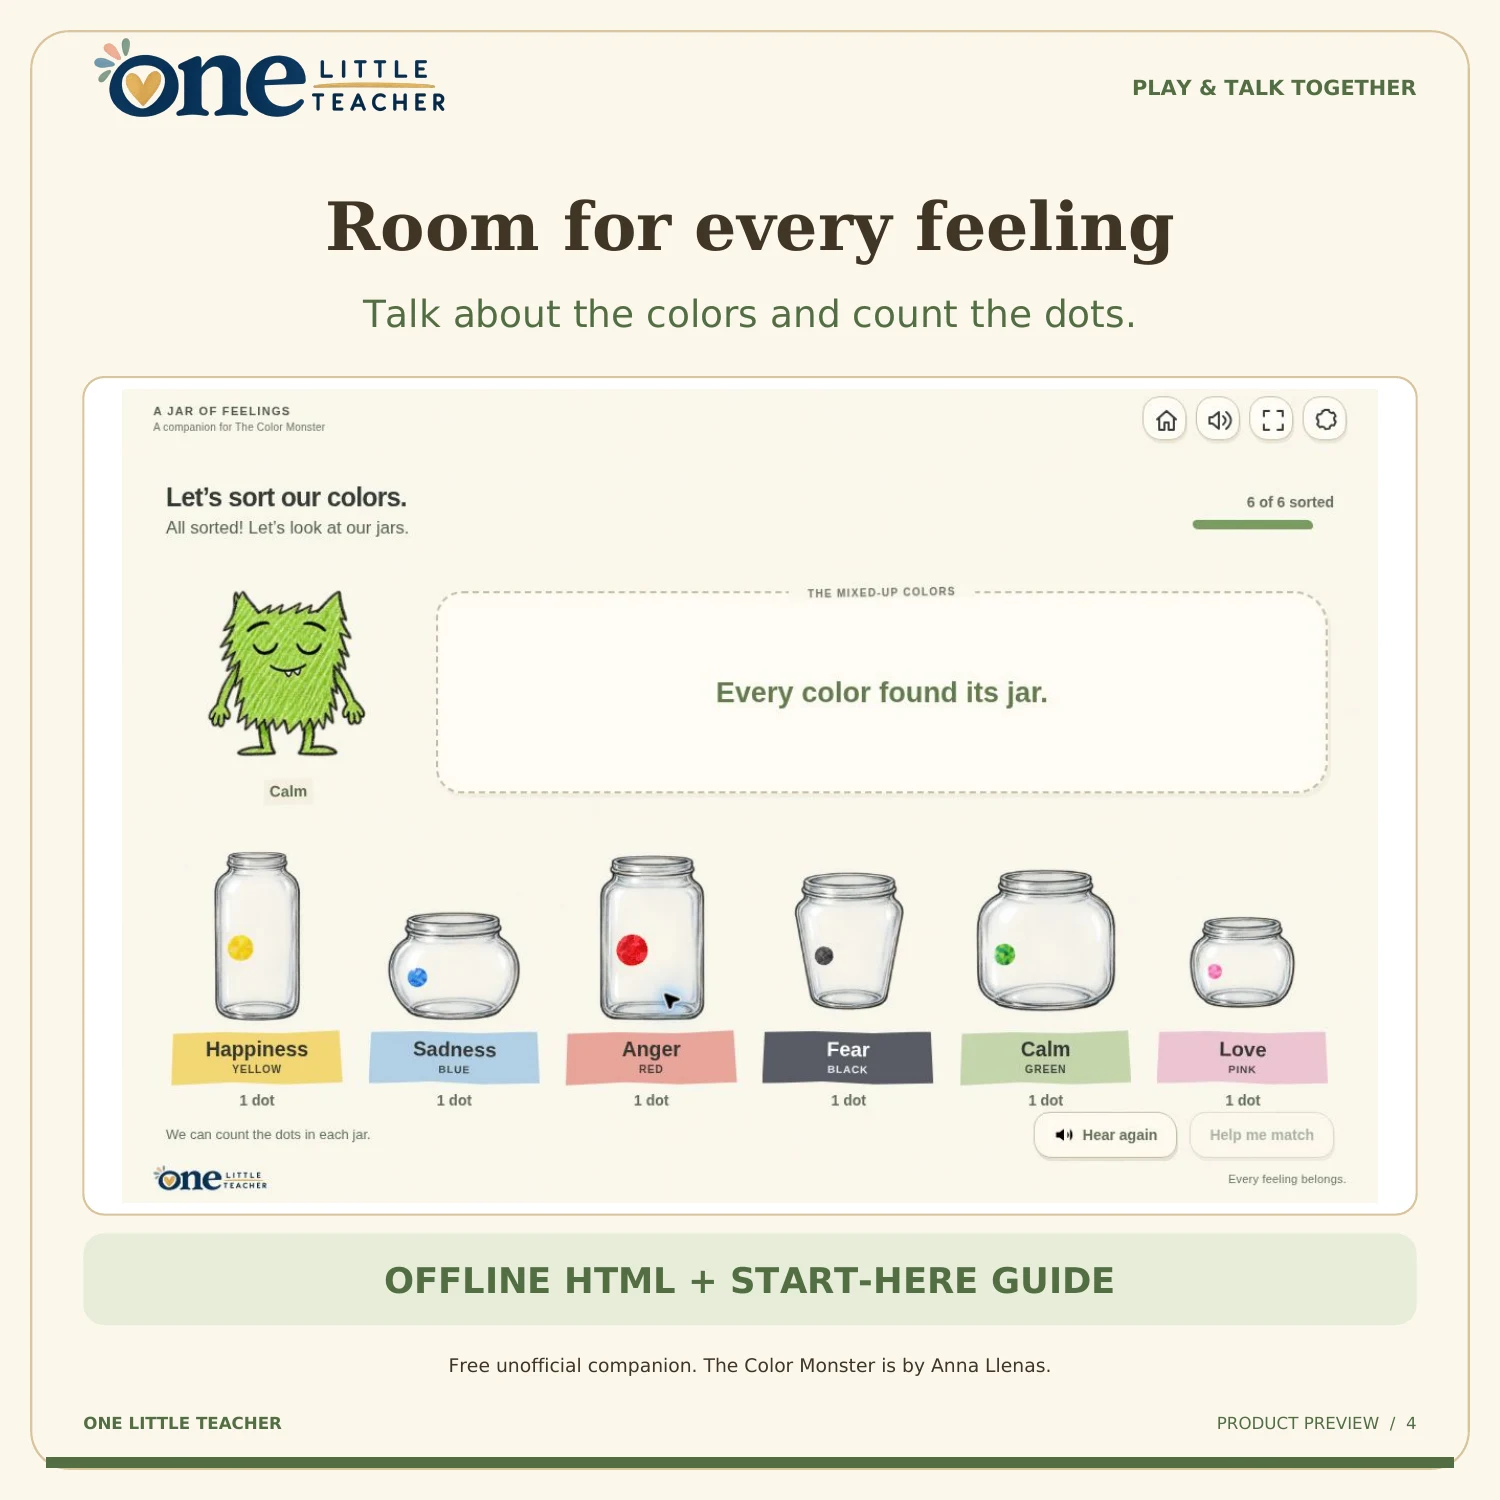 one LITTLE TEACHER
PLAY & TALK TOGETHER
Room for every feeling
Talk about the colors and count the dots.
A JAR OF FEELINGS
A companion for The Color Monster
Let’s sort our colors.
All sorted! Let’s look at our jars.
6 of 6 sorted
THE MIXED-UP COLORS
Every color found its jar.
Calm
Happiness
YELLOW
1 dot
Sadness
BLUE
1 dot
Anger
RED
1 dot
Fear
BLACK
1 dot
Calm
GREEN
1 dot
Love
PINK
1 dot
We can count the dots in each jar.
Hear again
Help me match
one LITTLE TEACHER
Every feeling belongs.
OFFLINE HTML + START-HERE GUIDE
Free unofficial companion. The Color Monster is by Anna Llenas.
ONE LITTLE TEACHER
PRODUCT PREVIEW / 4